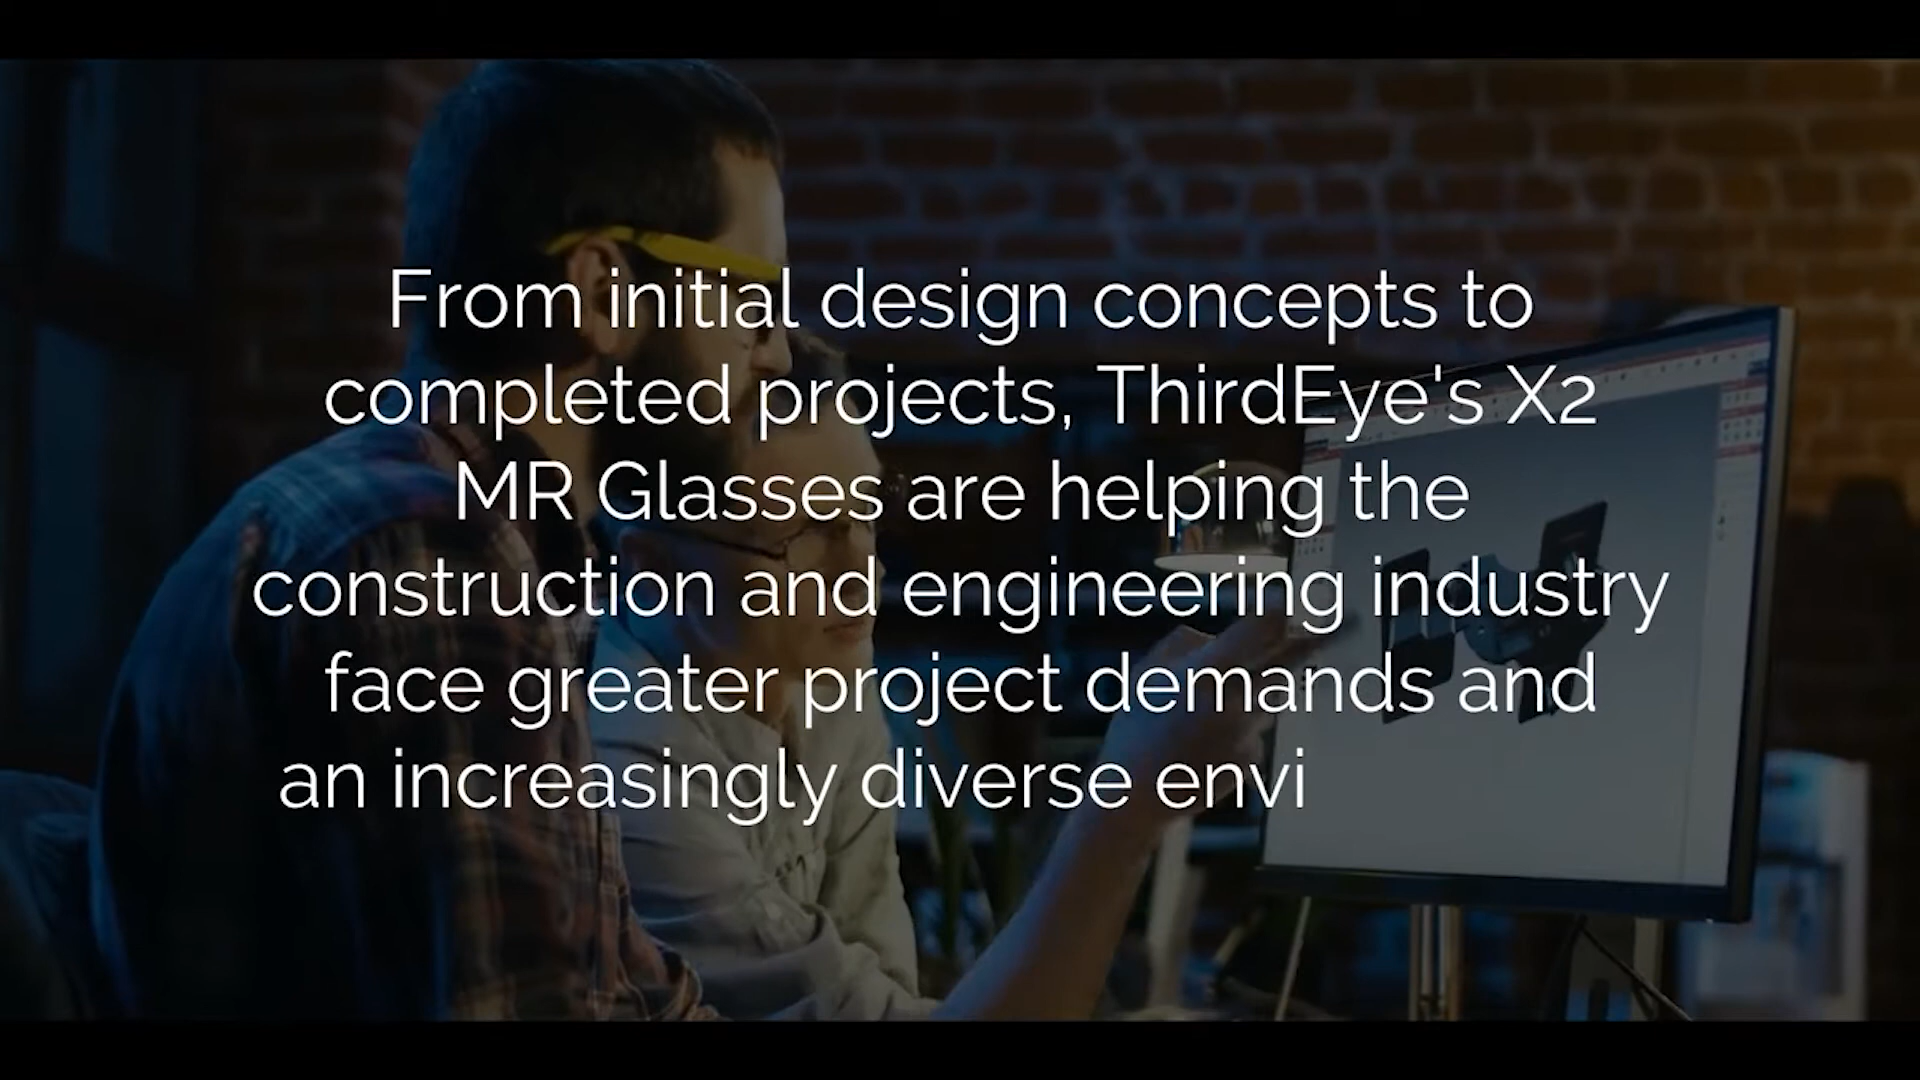 From initial design concepts to
completed projects, ThirdEye's X2
MR Glasses are helping the
construction and engineering industry
face greater project demands and
an increasingly diverse envi